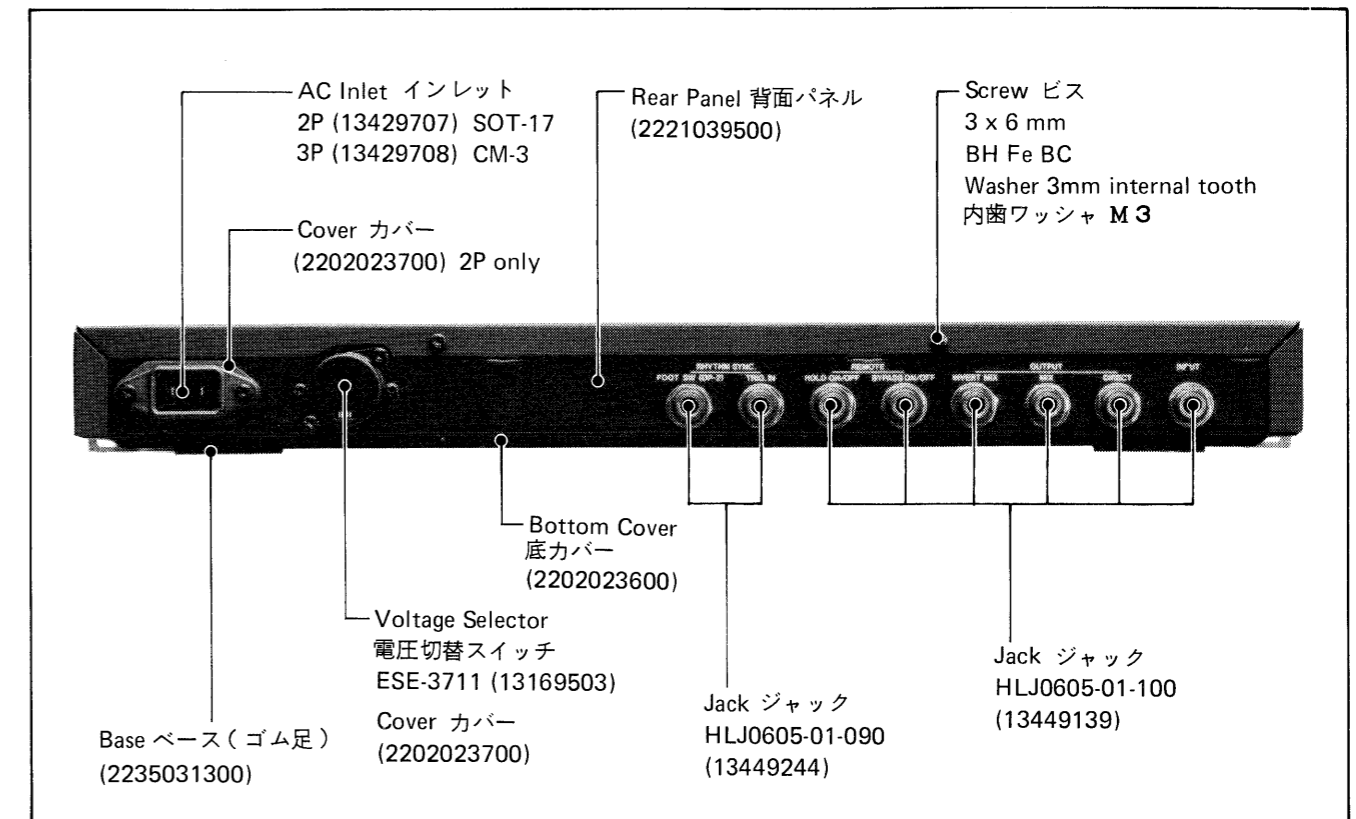 AC Inlet インレット
2P (13429707) SOT-17
3P (13429708) CM-3
Cover カバー
(2202023700) 2P only
Rear Panel 背面パネル
(2221039500)
Screw ビス
3 x 6 mm
BH Fe BC
Washer 3mm internal tooth
内歯ワッシャ M3
RHYTHM SYNC.
REMOTE
OUTPUT
INPUT
FOOT SW (DP-2)
TRIG. IN
HOLD ON/OFF
BYPASS ON/OFF
INVERT MIX
MIX
DIRECT
Bottom Cover
底カバー
(2202023600)
Voltage Selector
電圧切替スイッチ
ESE-3711 (13169503)
Cover カバー
(2202023700)
Base ベース(ゴム足)
(2235031300)
Jack ジャック
HLJ0605-01-090
(13449244)
Jack ジャック
HLJ0605-01-100
(13449139)